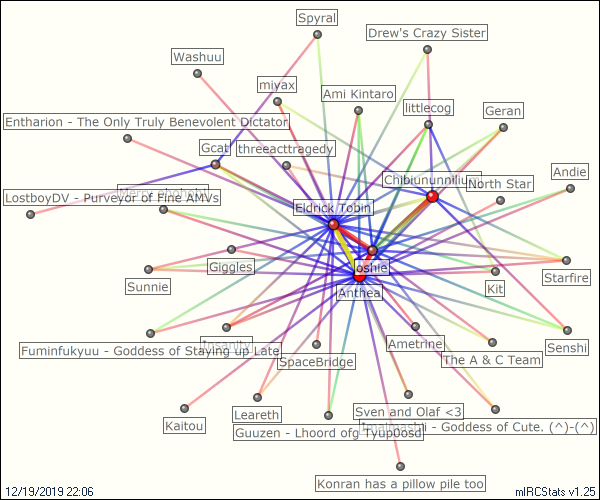 Spyral
Drew's Crazy Sister
Washuu
miyax
Ami Kintaro
littlecog
Geran
Entharion - The Only Truly Benevolent Dictator
Gcat
threeacttragedy
Andie
Chibiununnilium
North Star
LostboyDV - Purveyor of Fine AMVs
Eldrick Tobin
Giggles
Joshie
Sunnie
Anthea
Kit
Starfire
Insanity
Ametrine
Senshi
Fuminfukyuu - Goddess of Staying up Late
SpaceBridge
The A & C Team
Kaitou
Leareth
Sven and Olaf <3
Guuzen - Lhoord ofg Tyup0osd
- Goddess of Cute. (^)-(^)
Konran has a pillow pile too
12/19/2019 22:06
mIRCStats v1.25